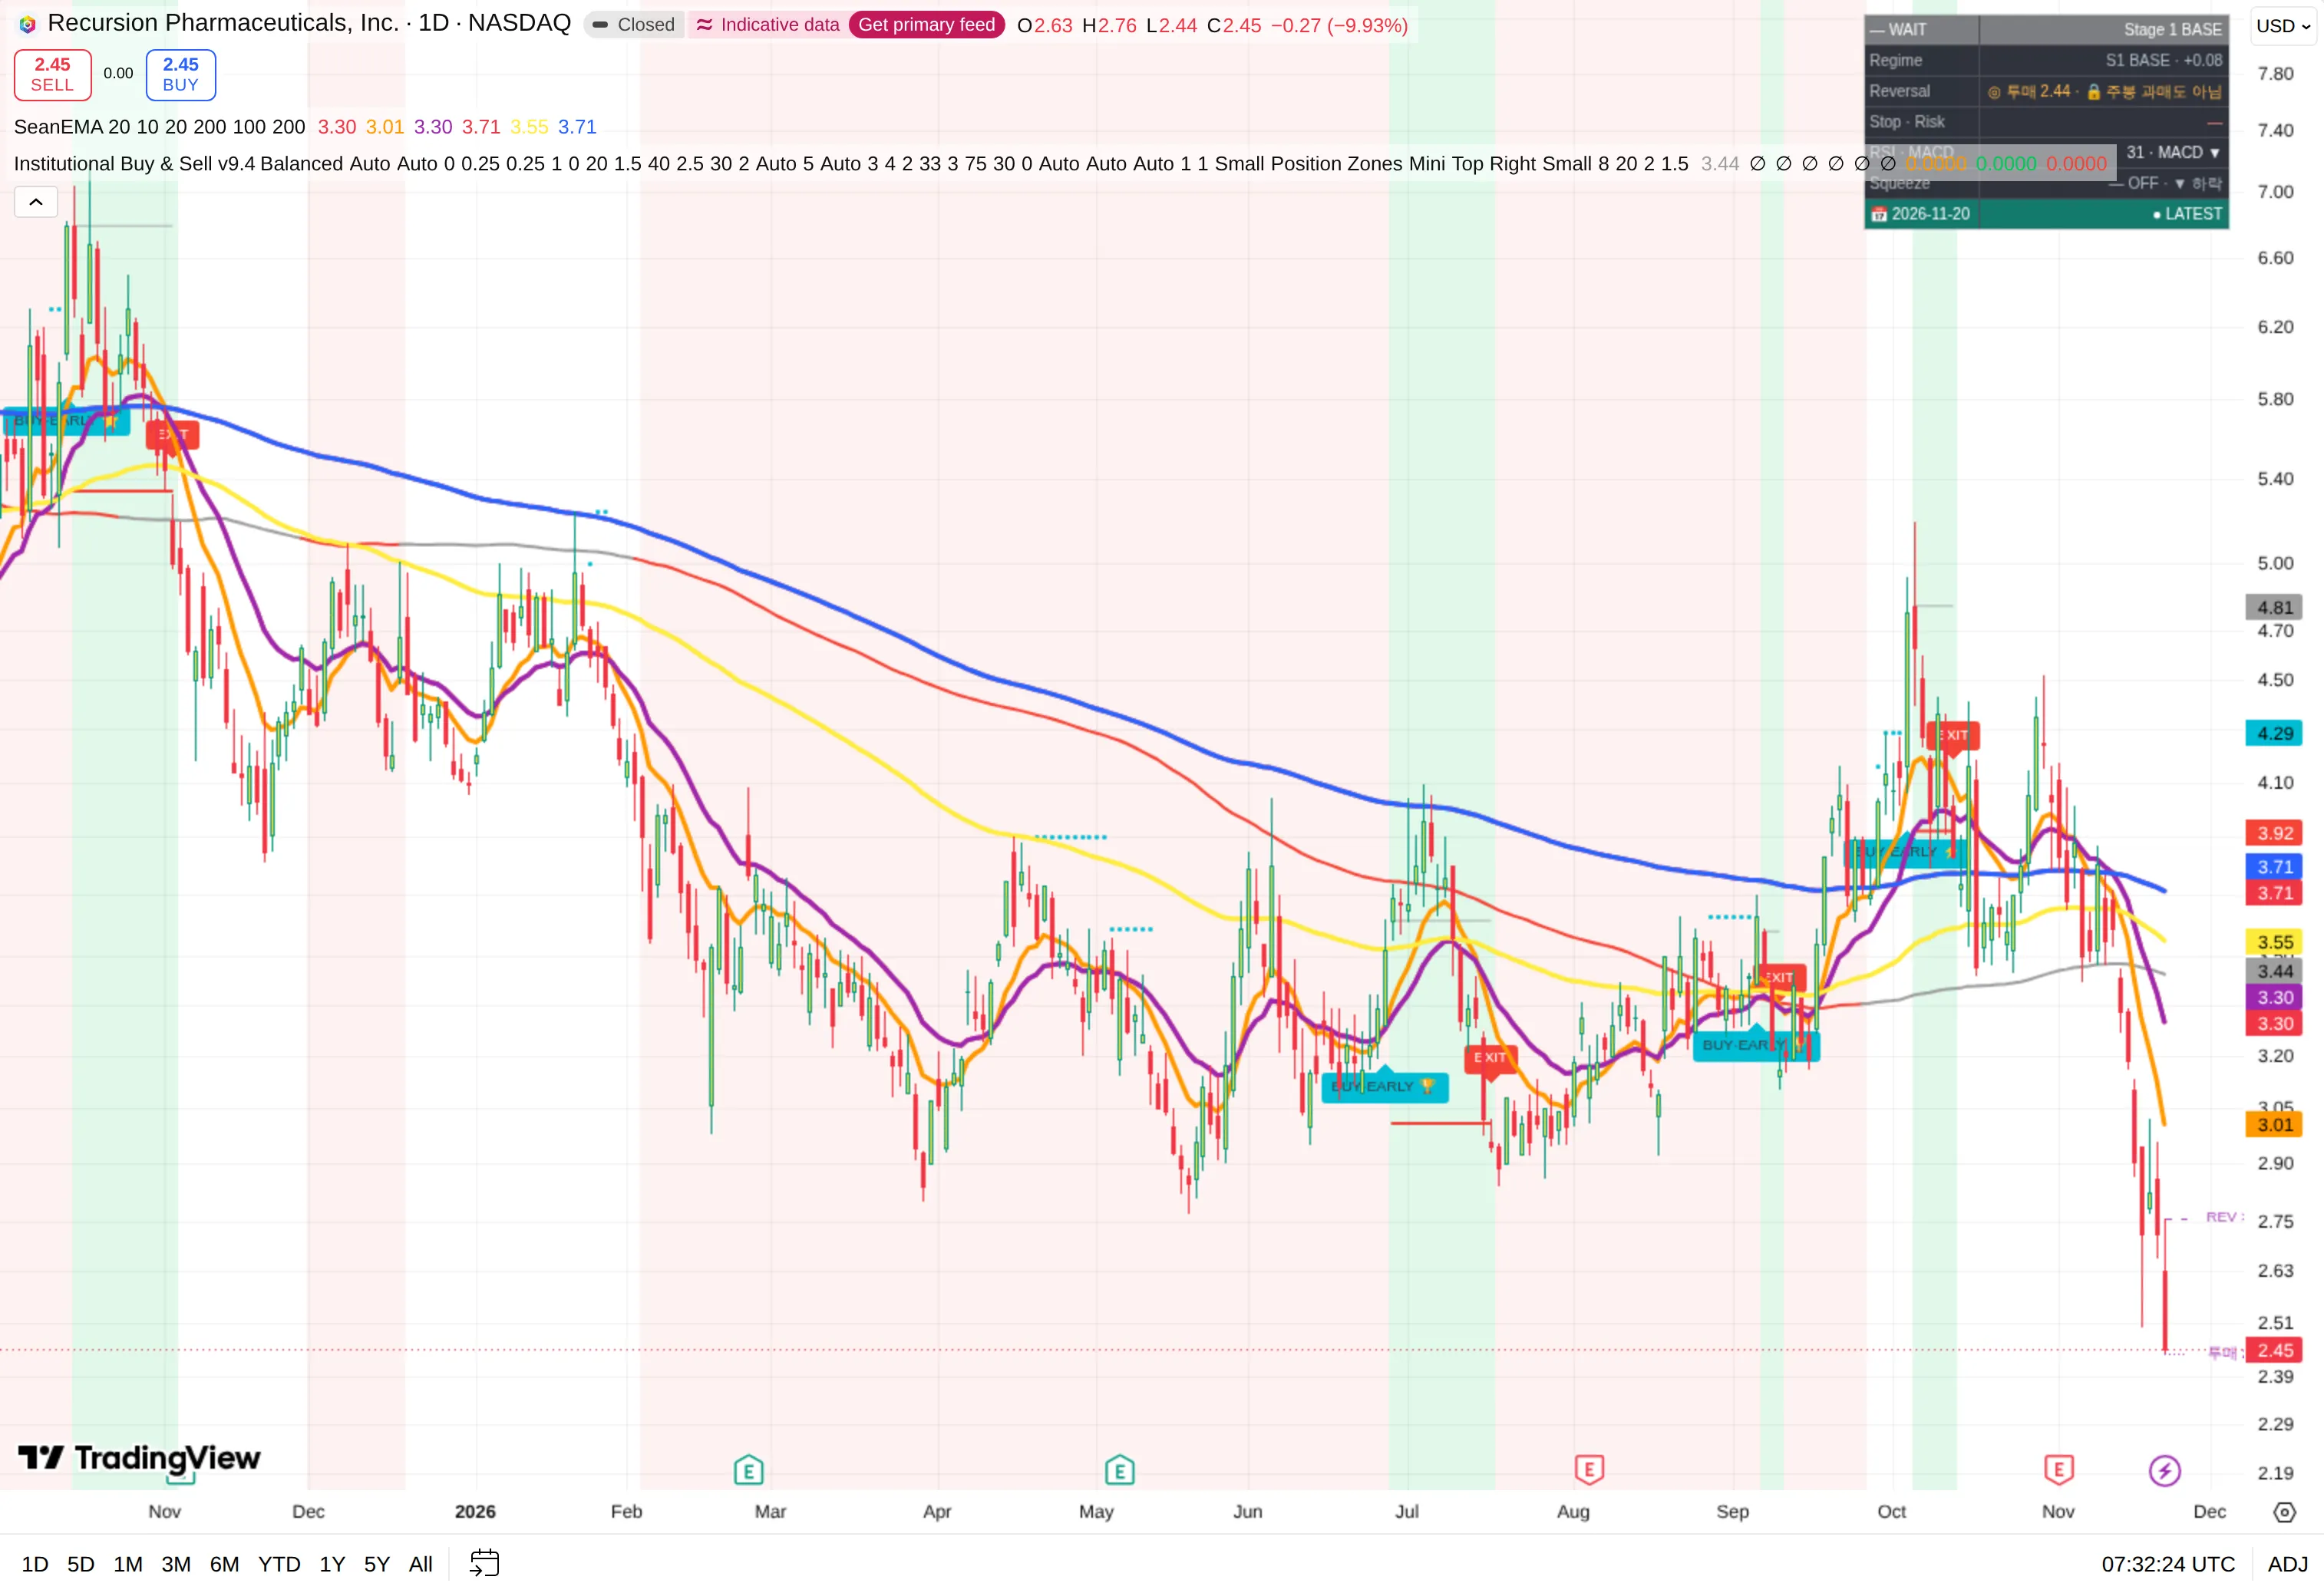 Recursion Pharmaceuticals, Inc. · 1D · NASDAQ Closed Indicative data Get primary feed O2.63 H2.76 L2.44 C2.45 −0.27 (−9.93%)
2.45 SELL 0.00 2.45 BUY
SeanEMA 20 10 20 200 100 200 3.30 3.01 3.30 3.71 3.55 3.71
Institutional Buy & Sell v9.4 Balanced Auto Auto 0 0.25 0.25 1 0 20 1.5 40 2.5 30 2 Auto 5 Auto 3 4 2 33 3 75 30 0 Auto Auto Auto 1 1 Small Position Zones Mini Top Right Small 8 20 2 1.5 3.44 ∅ ∅ ∅ ∅ ∅ ∅ 0.0000 0.0000 0.0000
— WAIT Stage 1 BASE
Regime S1 BASE · +0.08
Reversal ◎ 투매 2.44 · 🔒 주봉 과매도 아님
Stop · Risk —
RSI · MACD 31 · MACD ▼
Squeeze — OFF · ▼ 하락
📅 2026-11-20 ● LATEST
USD
7.80
7.40
7.00
6.60
6.20
5.80
5.40
5.00
4.81
4.70
4.50
4.29
4.10
3.92
3.71
3.71
3.55
3.44
3.30
3.30
3.20
3.05
3.01
2.90
2.75
2.63
2.51
2.45
2.39
2.29
2.19
BUY-EARLY
EXIT
BUY-EARLY 🏆
EXIT
BUY-EARLY
EXIT
BUY-EARLY
EXIT
REV :
투매
TradingView
E E E E
Nov Dec 2026 Feb Mar Apr May Jun Jul Aug Sep Oct Nov Dec
1D 5D 1M 3M 6M YTD 1Y 5Y All 07:32:24 UTC ADJ